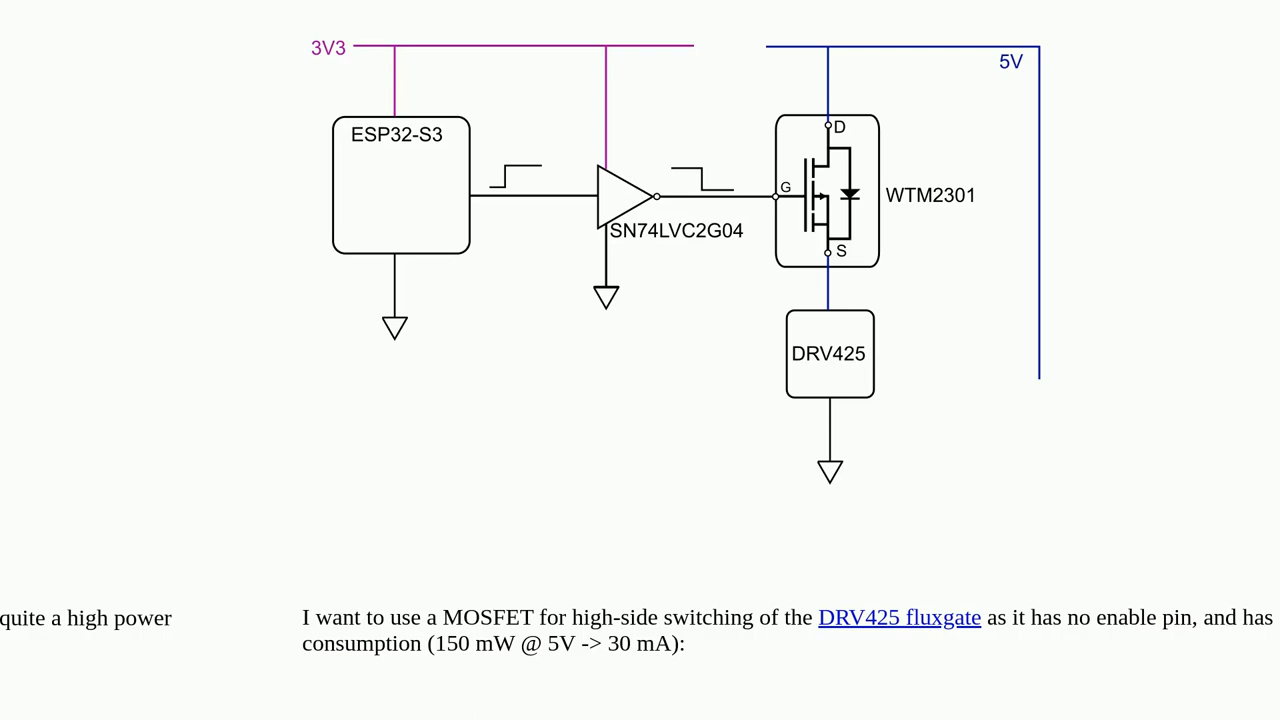 3V3
5V
ESP32-S3
D
G
WTM2301
SN74LVC2G04
S
DRV425
quite a high power
I want to use a MOSFET for high-side switching of the DRV425 fluxgate as it has no enable pin, and has
consumption (150 mW @ 5V -> 30 mA):